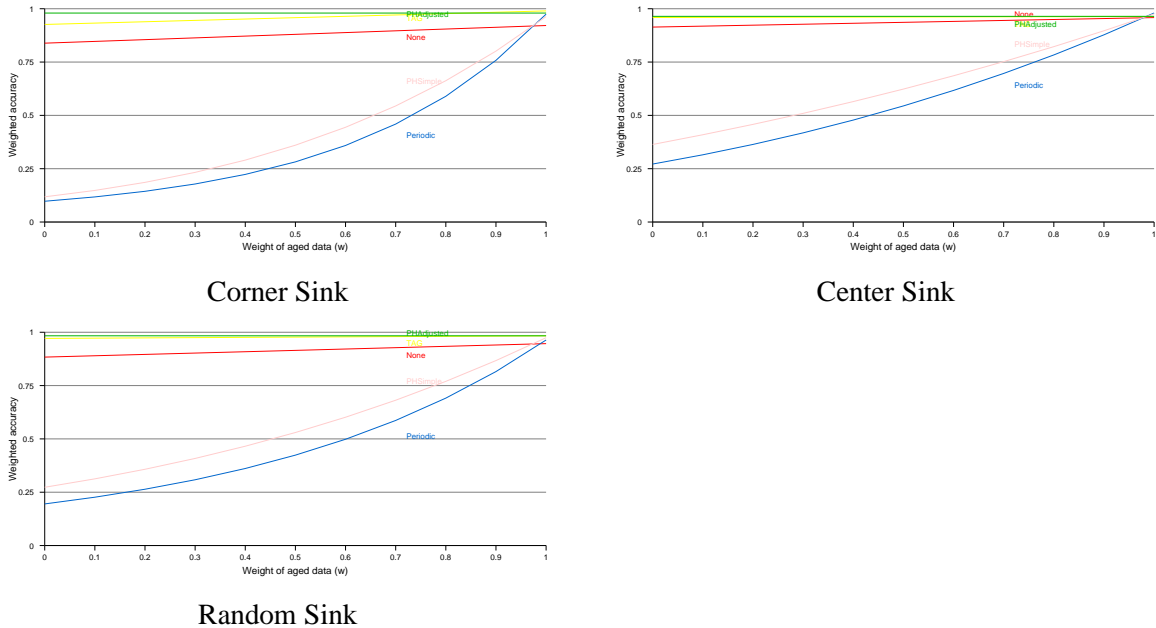 1
0.75
0.5
0.25
0
Weighted accuracy
PHAdjusted
TAG
None
PHSimple
Periodic
0 0.1 0.2 0.3 0.4 0.5 0.6 0.7 0.8 0.9 1
Weight of aged data (w)
Corner Sink
1
0.75
0.5
0.25
0
Weighted accuracy
None
PHAdjusted
PHSimple
Periodic
0 0.1 0.2 0.3 0.4 0.5 0.6 0.7 0.8 0.9 1
Weight of aged data (w)
Center Sink
1
0.75
0.5
0.25
0
Weighted accuracy
PHAdjusted
TAG
None
PHSimple
Periodic
0 0.1 0.2 0.3 0.4 0.5 0.6 0.7 0.8 0.9 1
Weight of aged data (w)
Random Sink